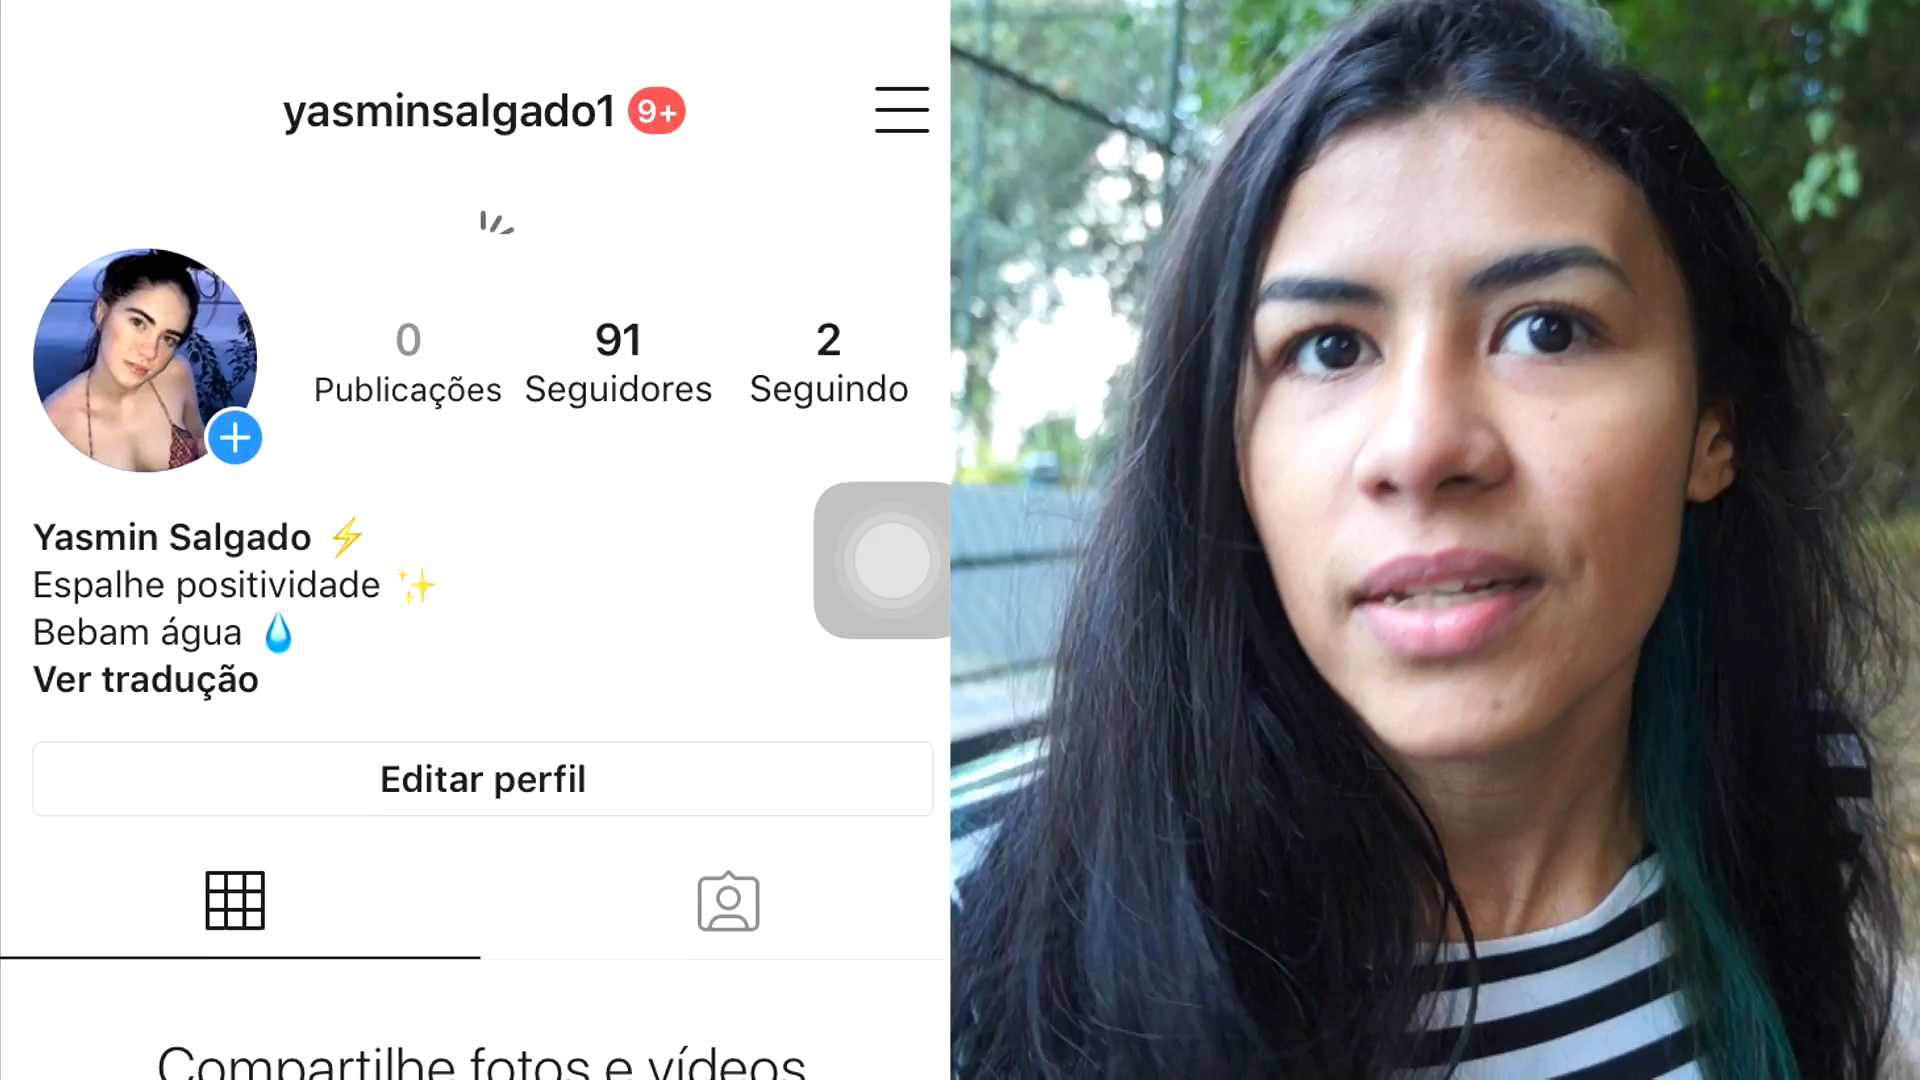 yasminsalgado1 9+
0 91 2
Publicações Seguidores Seguindo
Yasmin Salgado ⚡
Espalhe positividade ✨
Bebam água 💧
Ver tradução
Editar perfil
Compartilhe fotos e vídeos